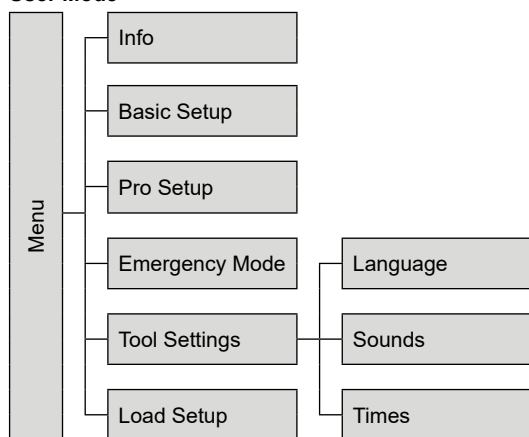 User Mode
Menu
Info
Basic Setup
Pro Setup
Emergency Mode
Tool Settings
Load Setup
Language
Sounds
Times